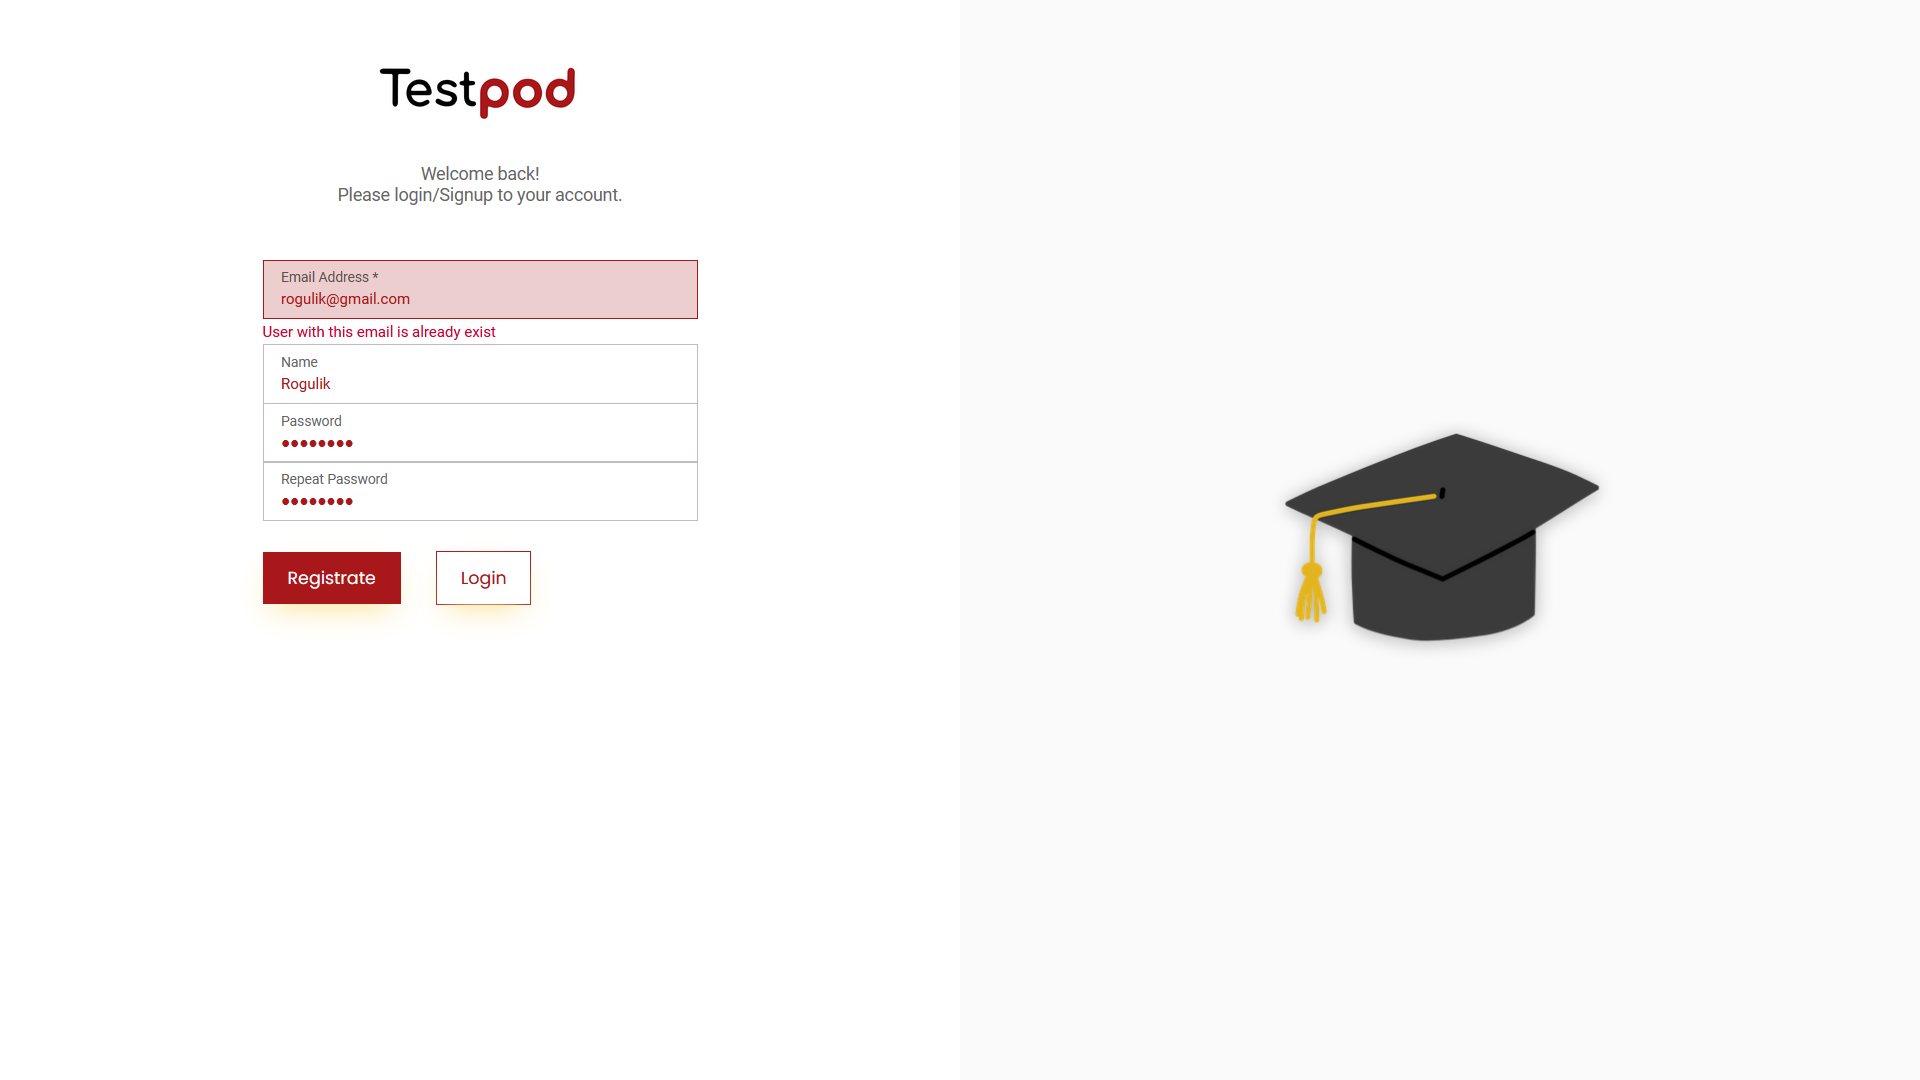 Testpod
Welcome back!
Please login/Signup to your account.
Email Address *
rogulik@gmail.com
User with this email is already exist
Name
Rogulik
Password
••••••••
Repeat Password
••••••••
Registrate
Login